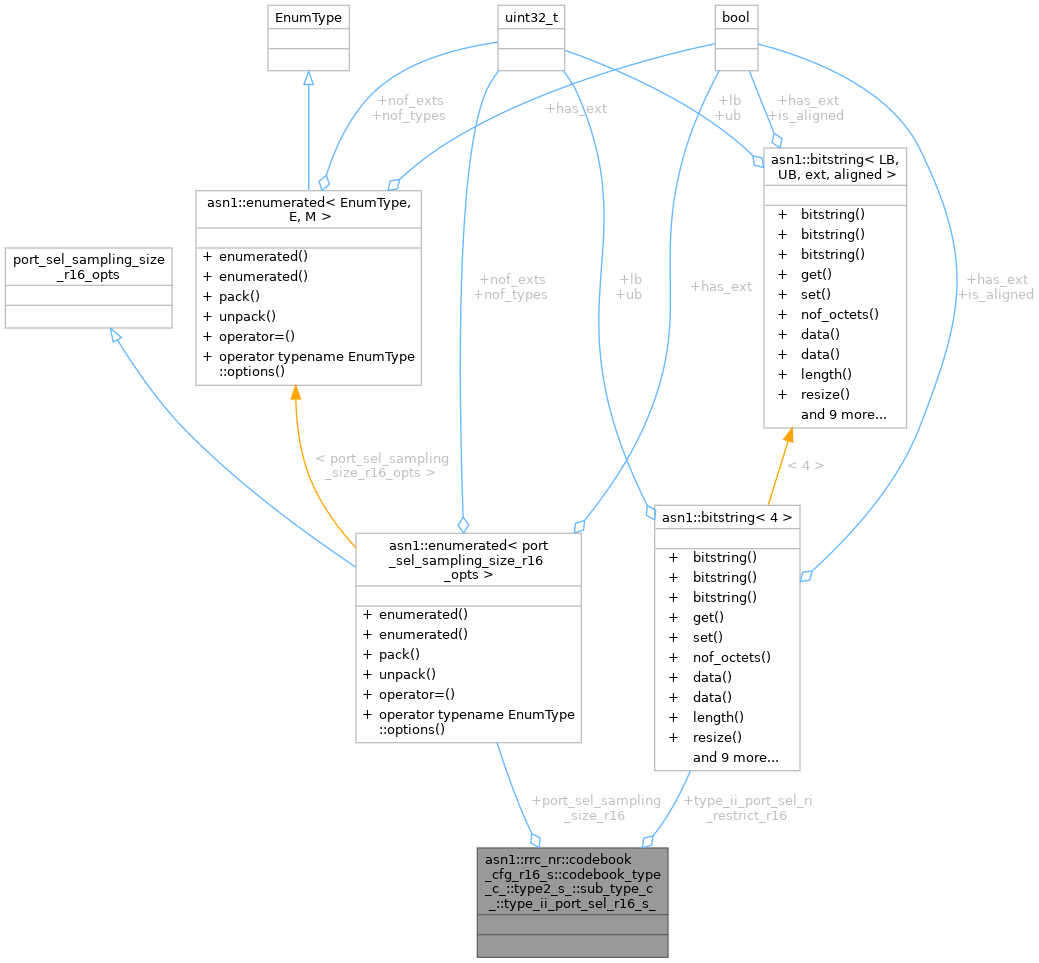 EnumType
uint32_t
bool
+nof_exts
+nof_types
+has_ext
+lb
+ub
+has_ext
+is_aligned
asn1::bitstring< LB,
UB, ext, aligned >
+ bitstring()
+ bitstring()
+ bitstring()
+ get()
+ set()
+ nof_octets()
+ data()
+ data()
+ length()
+ resize()
and 9 more...
asn1::enumerated< EnumType,
E, M >
+ enumerated()
+ enumerated()
+ pack()
+ unpack()
+ operator=()
+ operator typename EnumType
::options()
port_sel_sampling_size
_r16_opts
+nof_exts
+nof_types
+lb
+ub
+has_ext
+has_ext
+is_aligned
< port_sel_sampling
_size_r16_opts >
< 4 >
asn1::bitstring< 4 >
+ bitstring()
+ bitstring()
+ bitstring()
+ get()
+ set()
+ nof_octets()
+ data()
+ data()
+ length()
+ resize()
and 9 more...
asn1::enumerated< port
_sel_sampling_size_r16
_opts >
+ enumerated()
+ enumerated()
+ pack()
+ unpack()
+ operator=()
+ operator typename EnumType
::options()
+port_sel_sampling
_size_r16
+type_ii_port_sel_ri
_restrict_r16
asn1::rrc_nr::codebook
_cfg_r16_s::codebook_type
_c_::type2_s_::sub_type_c
_::type_ii_port_sel_r16_s_